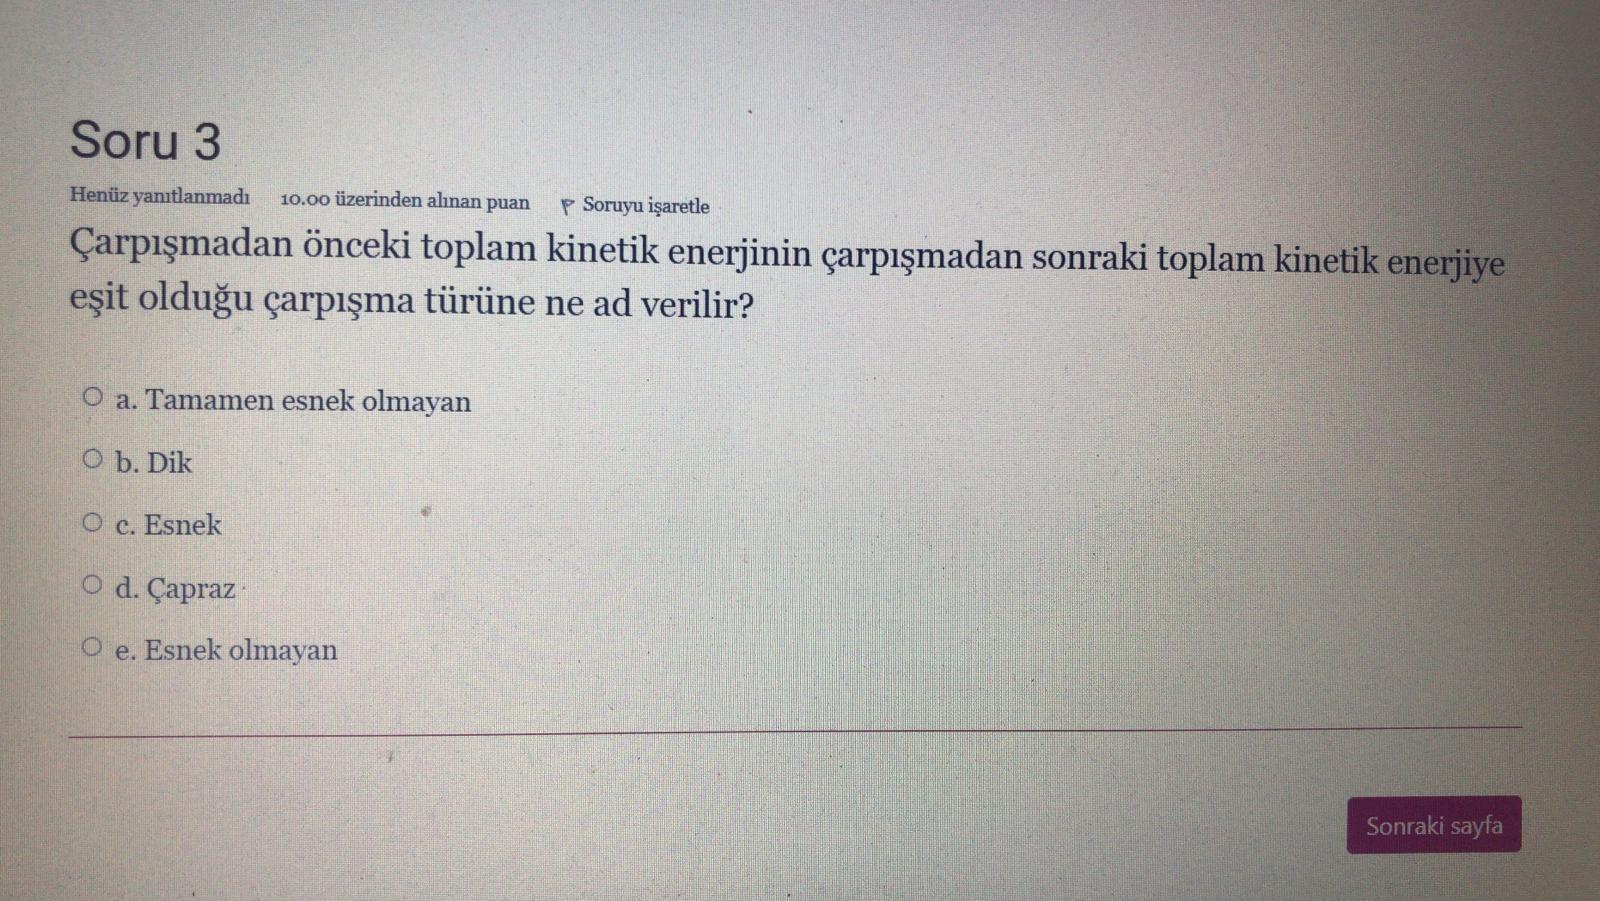 Soru 3
Henüz yanıtlanmadı 10.00 üzerinden alınan puan Soruyu işaretle
Çarpışmadan önceki toplam kinetik enerjinin çarpışmadan sonraki toplam kinetik enerjiye
eşit olduğu çarpışma türüne ne ad verilir?
a. Tamamen esnek olmayan
b. Dik
c. Esnek
d. Çapraz
e. Esnek olmayan
Sonraki sayfa